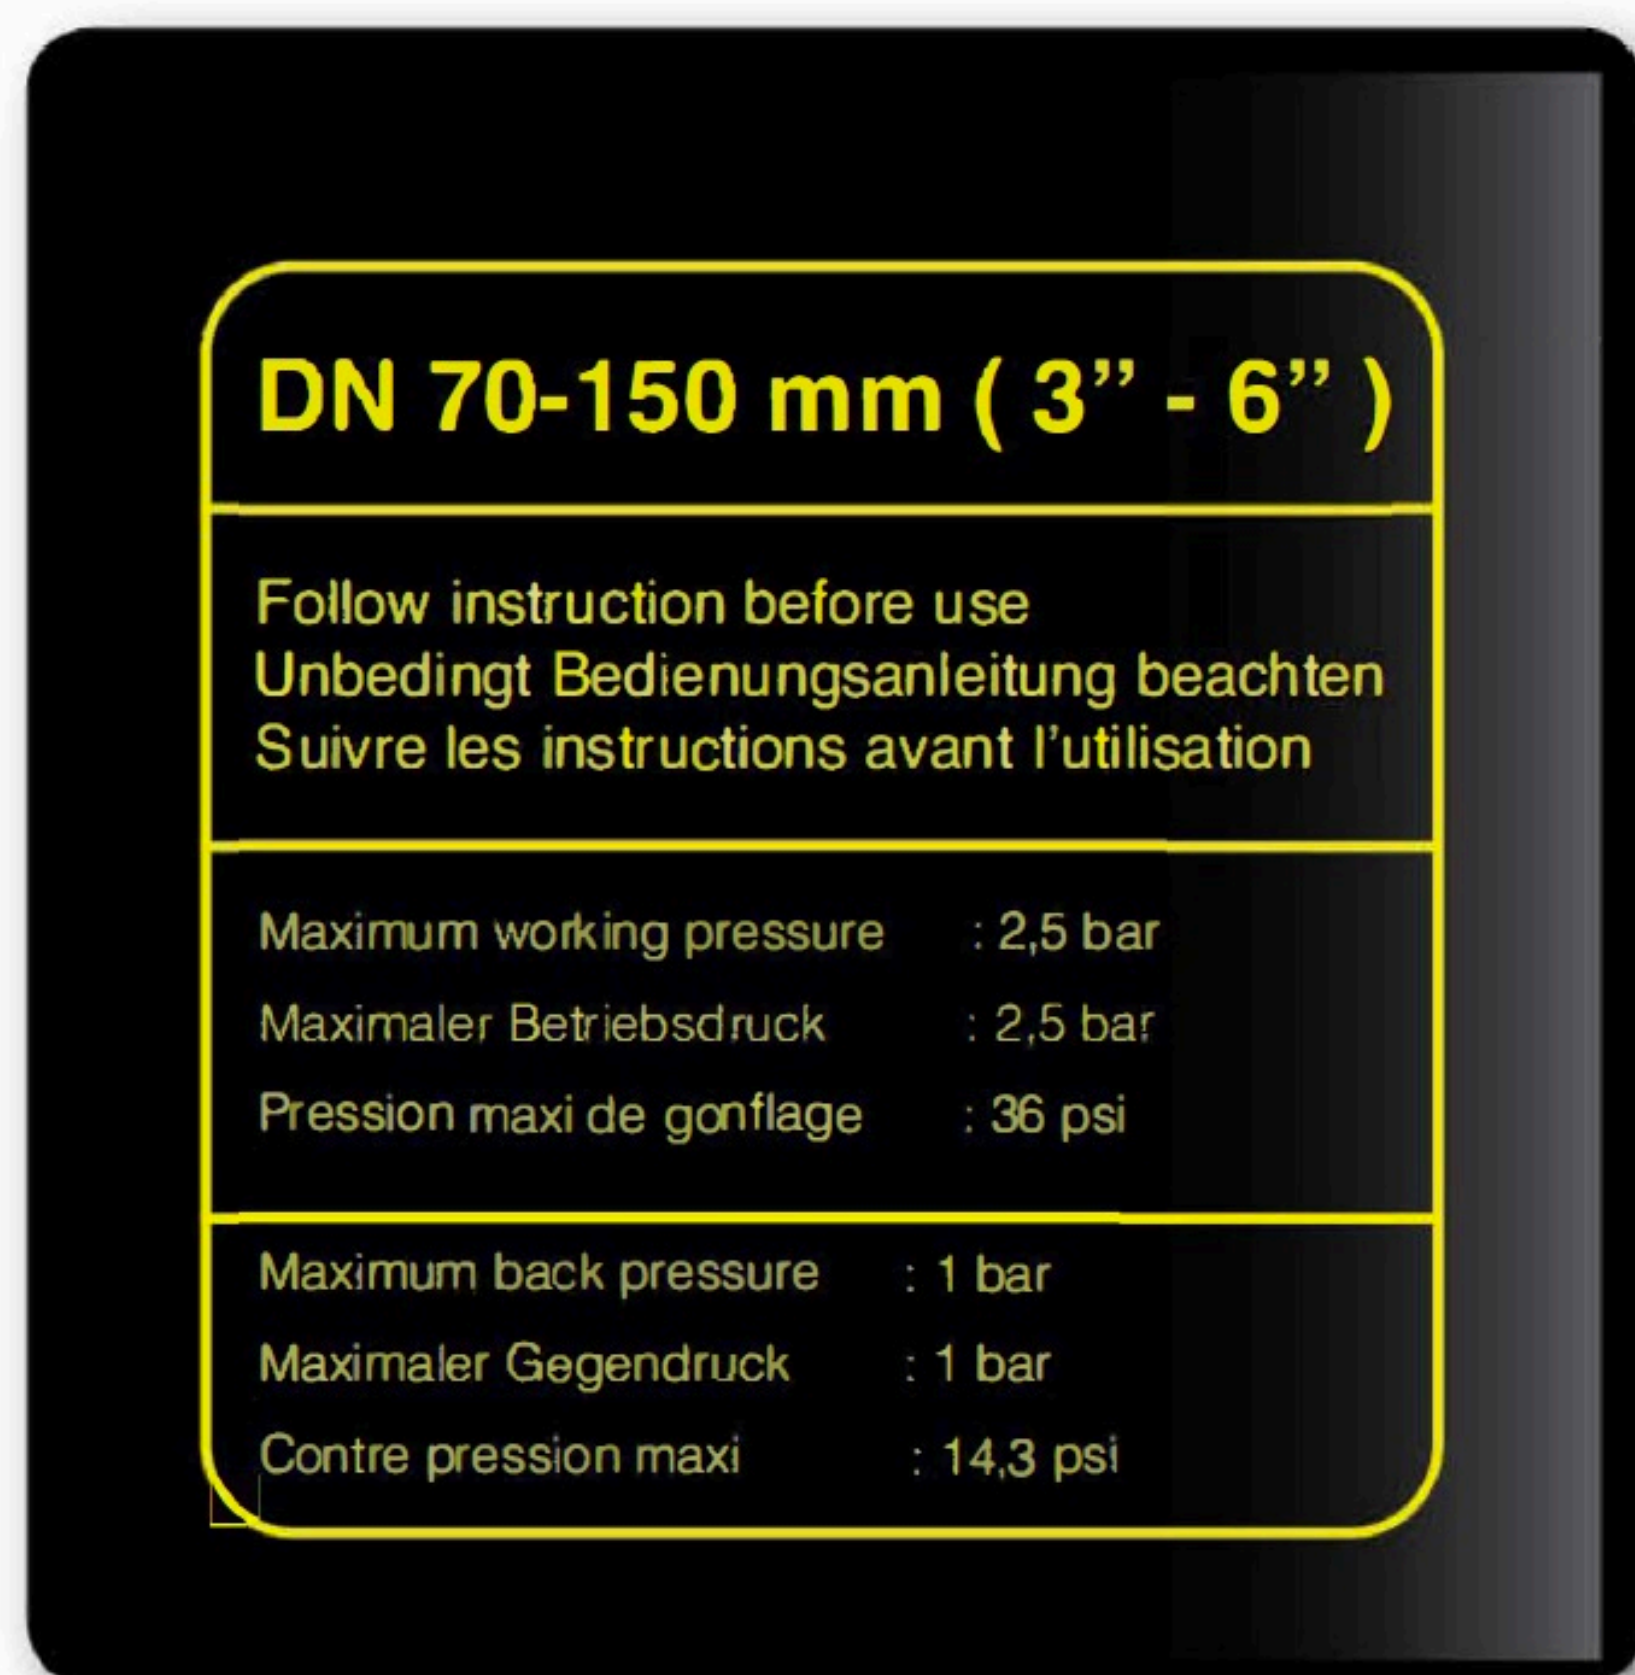 DN 70-150 mm ( 3” - 6” )
Follow instruction before use
Unbedingt Bedienungsanleitung beachten
Suivre les instructions avant l’utilisation
Maximum working pressure : 2,5 bar
Maximaler Betriebsdruck : 2,5 bar
Pression maxi de gonflage : 36 psi
Maximum back pressure : 1 bar
Maximaler Gegendruck : 1 bar
Contre pression maxi : 14,3 psi